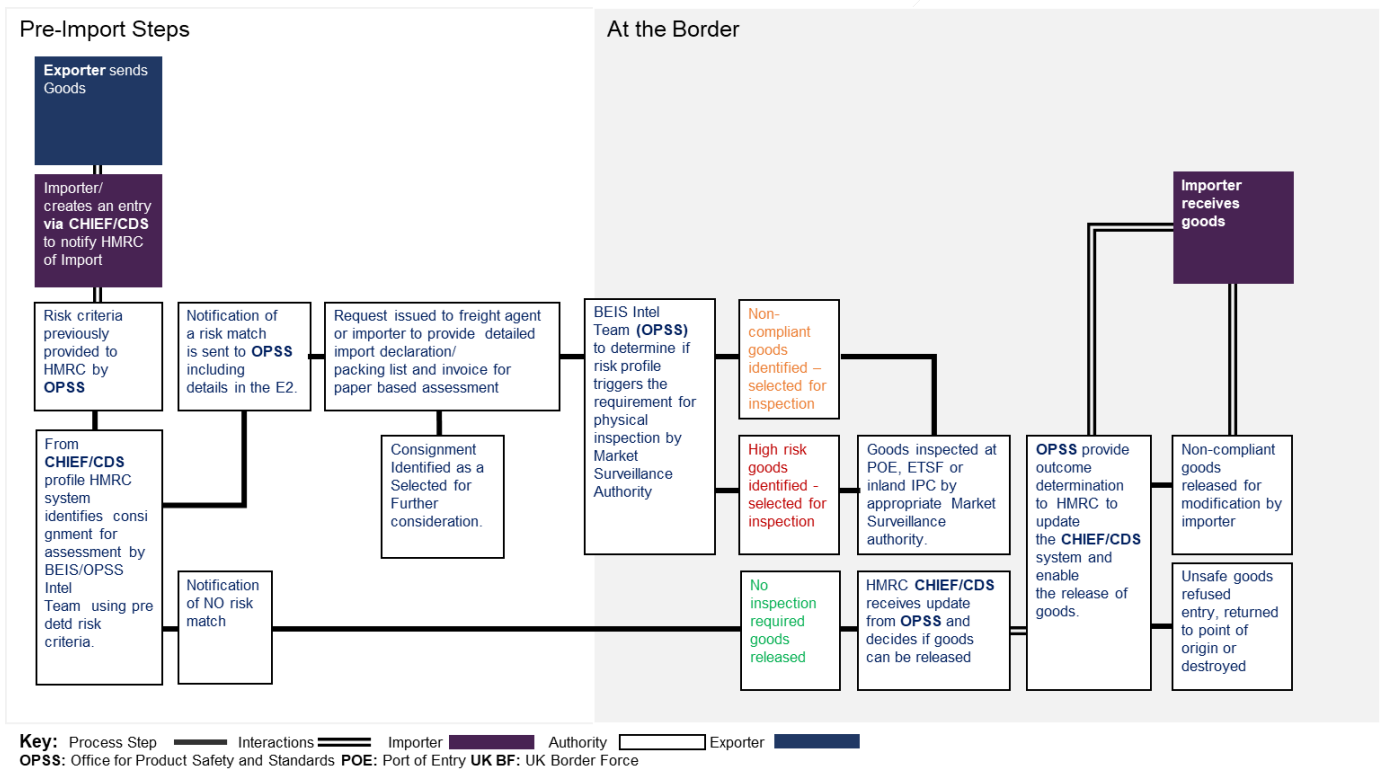 Pre-Import Steps
At the Border
Exporter sends
Goods
Importer/
creates an entry
via CHIEF/CDS
to notify HMRC
of Import
Risk criteria
previously
provided to
HMRC by
OPSS
From
CHIEF/CDS
profile HMRC
system
identifies consi
gnment for
assessment by
BEIS/OPSS
Intel
Team using pre
detd risk
criteria.
Notification of
a risk match
is sent to OPSS
including
details in the E2.
Notification
of NO risk
match
Request issued to freight agent
or importer to provide detailed
import declaration/
packing list and invoice for
paper based assessment
Consignment
Identified as a
Selected for
Further
consideration.
BEIS Intel
Team (OPSS)
to determine if
risk profile
triggers the
requirement for
physical
inspection by
Market
Surveillance
Authority
Non-
compliant
goods
identified –
selected for
inspection
High risk
goods
identified -
selected for
inspection
No
inspection
required
goods
released
Goods inspected at
POE, ETSF or
inland IPC by
appropriate Market
Surveillance
authority.
HMRC CHIEF/CDS
receives update
from OPSS and
decides if goods
can be released
OPSS provide
outcome
determination
to HMRC to
update
the CHIEF/CDS
system and
enable
the release of
goods.
Importer
receives
goods
Non-compliant
goods
released for
modification by
importer
Unsafe goods
refused
entry, returned
to point of
origin or
destroyed
Key: Process Step Interactions Importer Authority Exporter
OPSS: Office for Product Safety and Standards POE: Port of Entry UK BF: UK Border Force